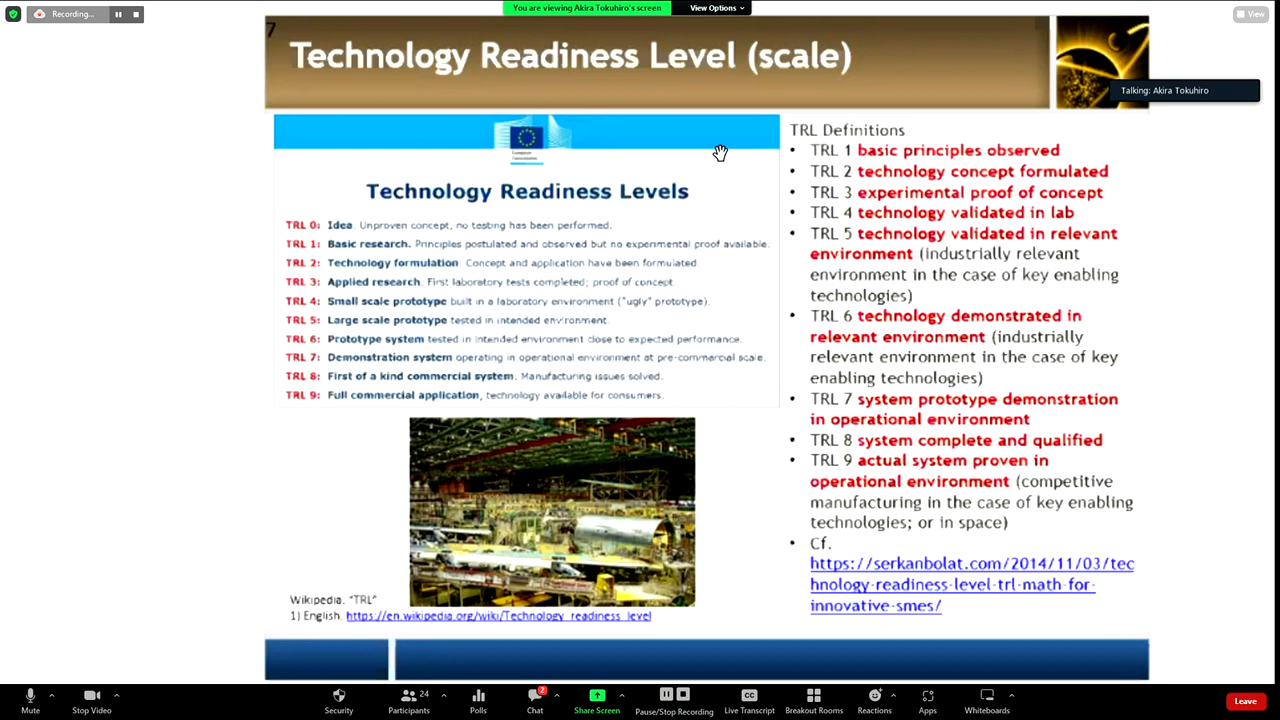 Recording...
You are viewing Akira Tokuhiro's screen
View Options
View
7
Technology Readiness Level (scale)
Talking: Akira Tokuhiro
European
Commission
Technology Readiness Levels
TRL 0: Idea. Unproven concept, no testing has been performed.
TRL 1: Basic research. Principles postulated and observed but no experimental proof available.
TRL 2: Technology formulation. Concept and application have been formulated.
TRL 3: Applied research. First laboratory tests completed; proof of concept.
TRL 4: Small scale prototype built in a laboratory environment ("ugly" prototype).
TRL 5: Large scale prototype tested in intended environment.
TRL 6: Prototype system tested in intended environment close to expected performance.
TRL 7: Demonstration system operating in operational environment at pre-commercial scale.
TRL 8: First of a kind commercial system. Manufacturing issues solved.
TRL 9: Full commercial application, technology available for consumers.
Wikipedia. "TRL"
1) English. https://en.wikipedia.org/wiki/Technology_readiness_level
TRL Definitions
• TRL 1 basic principles observed
• TRL 2 technology concept formulated
• TRL 3 experimental proof of concept
• TRL 4 technology validated in lab
• TRL 5 technology validated in relevant
environment (industrially relevant
environment in the case of key enabling
technologies)
• TRL 6 technology demonstrated in
relevant environment (industrially
relevant environment in the case of key
enabling technologies)
• TRL 7 system prototype demonstration
in operational environment
• TRL 8 system complete and qualified
• TRL 9 actual system proven in
operational environment (competitive
manufacturing in the case of key enabling
technologies; or in space)
• Cf.
https://serkanbolat.com/2014/11/03/tec
hnology-readiness-level-trl-math-for-
innovative-smes/
Mute
Stop Video
Security
24
Participants
Polls
2
Chat
Share Screen
Pause/Stop Recording
CC
Live Transcript
Breakout Rooms
Reactions
Apps
Whiteboards
Leave